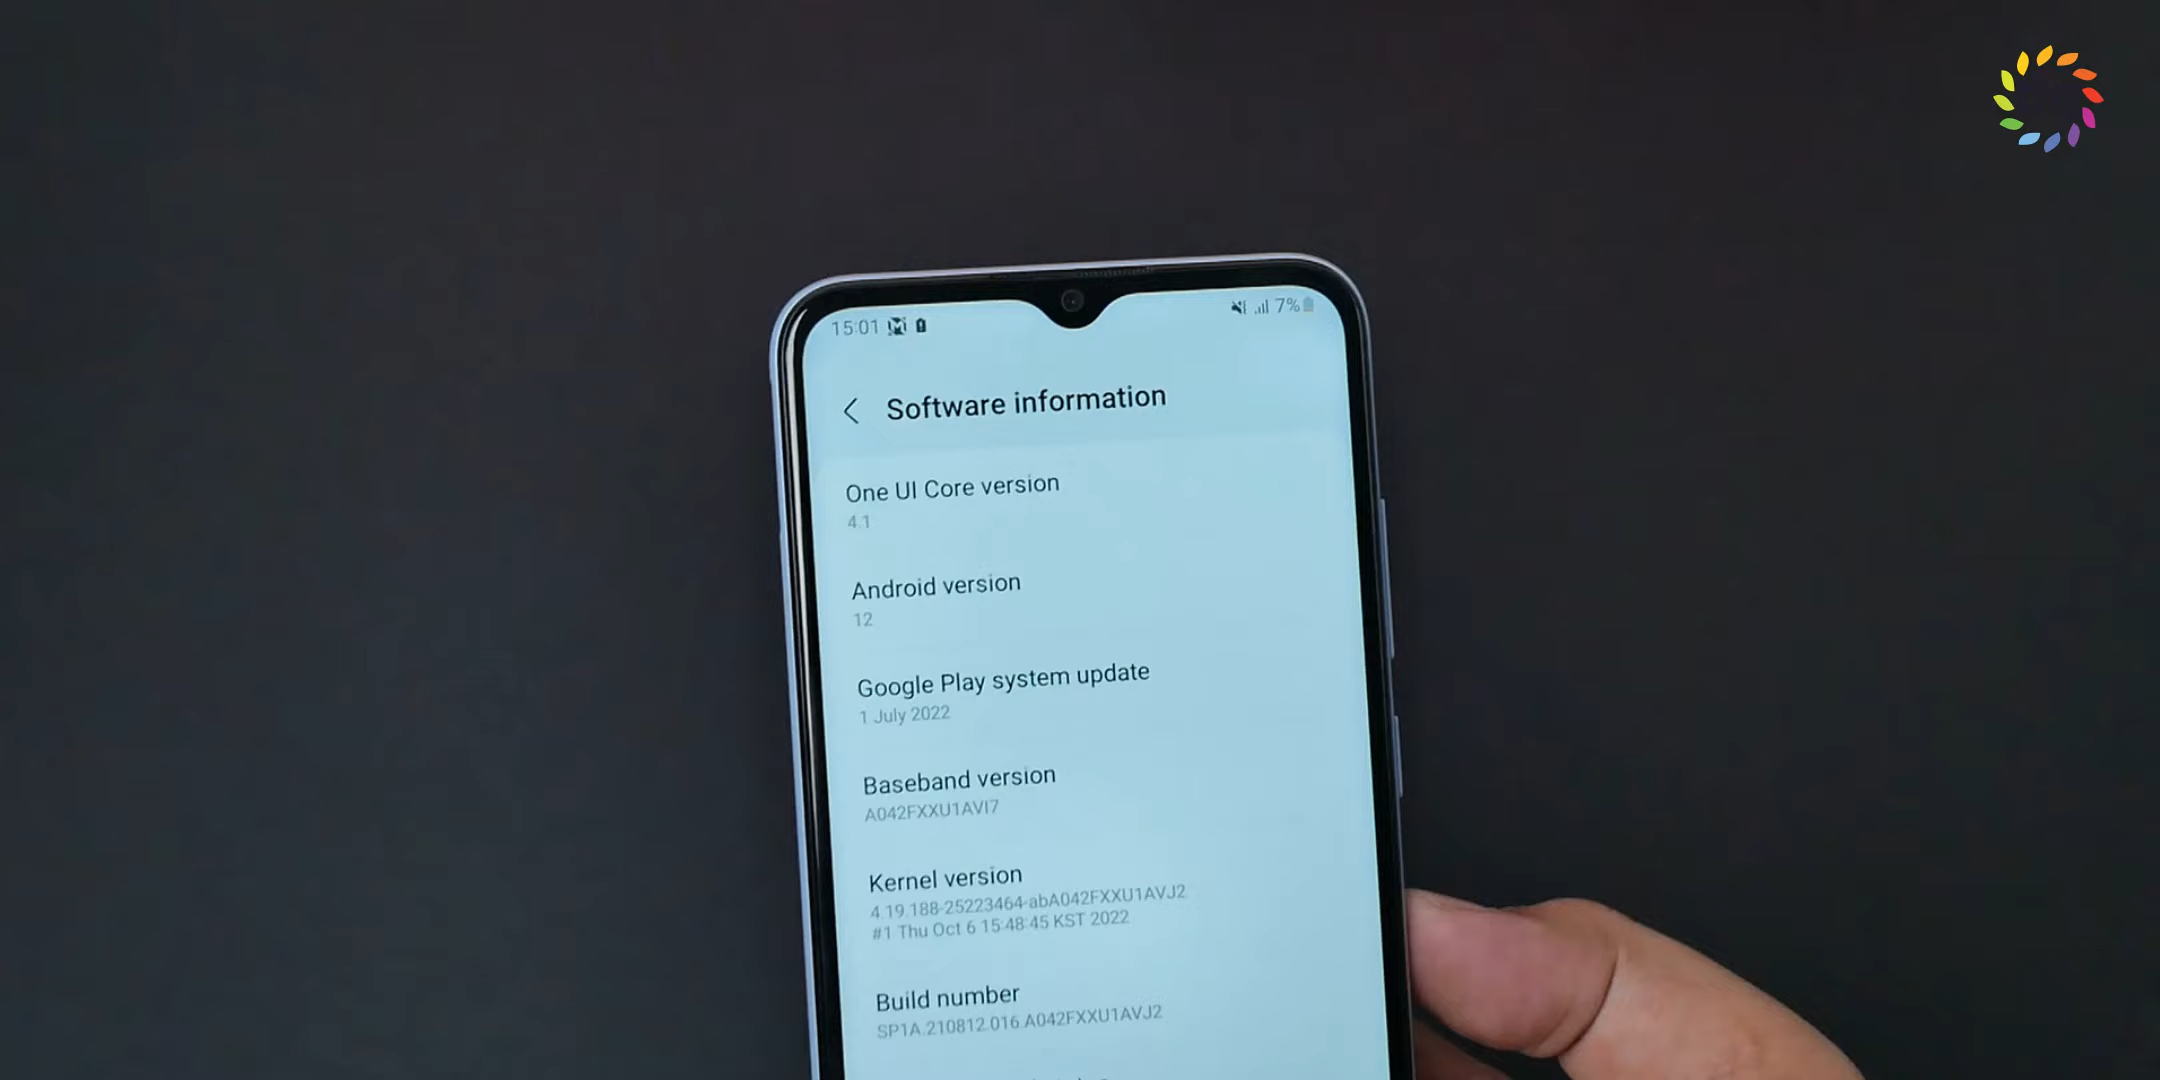 15:01 7%
Software information
One UI Core version
4.1
Android version
12
Google Play system update
1 July 2022
Baseband version
A042FXXU1AVI7
Kernel version
4.19.188-25223464-abA042FXXU1AVJ2
#1 Thu Oct 6 15:48:45 KST 2022
Build number
SP1A.210812.016.A042FXXU1AVJ2